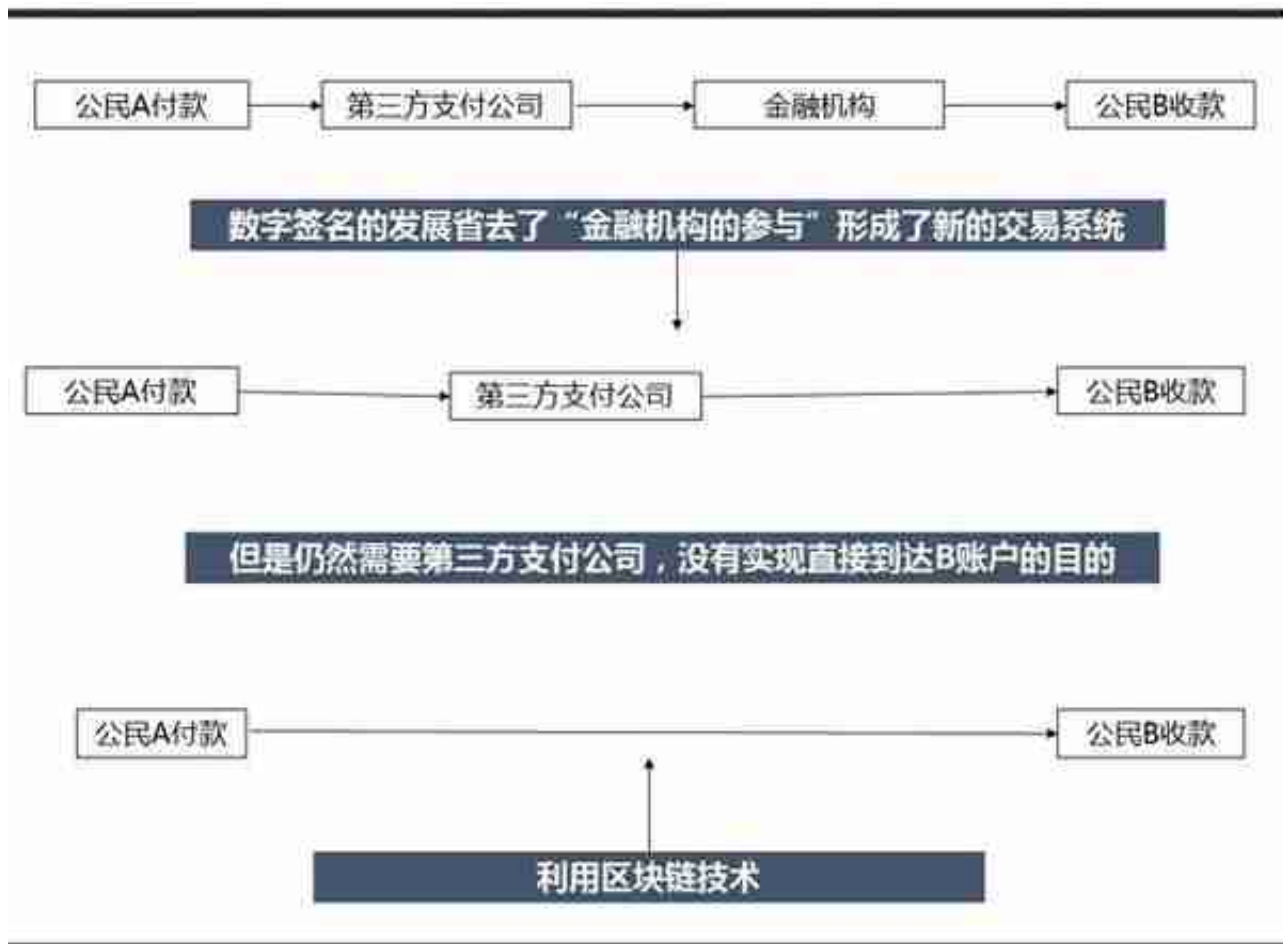 公民A付款 第三方支付公司 金融机构 公民B收款
数字签名的发展省去了“金融机构的参与”形成了新的交易系统
公民A付款 第三方支付公司 公民B收款
但是仍然需要第三方支付公司，没有实现直接到达B账户的目的
公民A付款 公民B收款
利用区块链技术